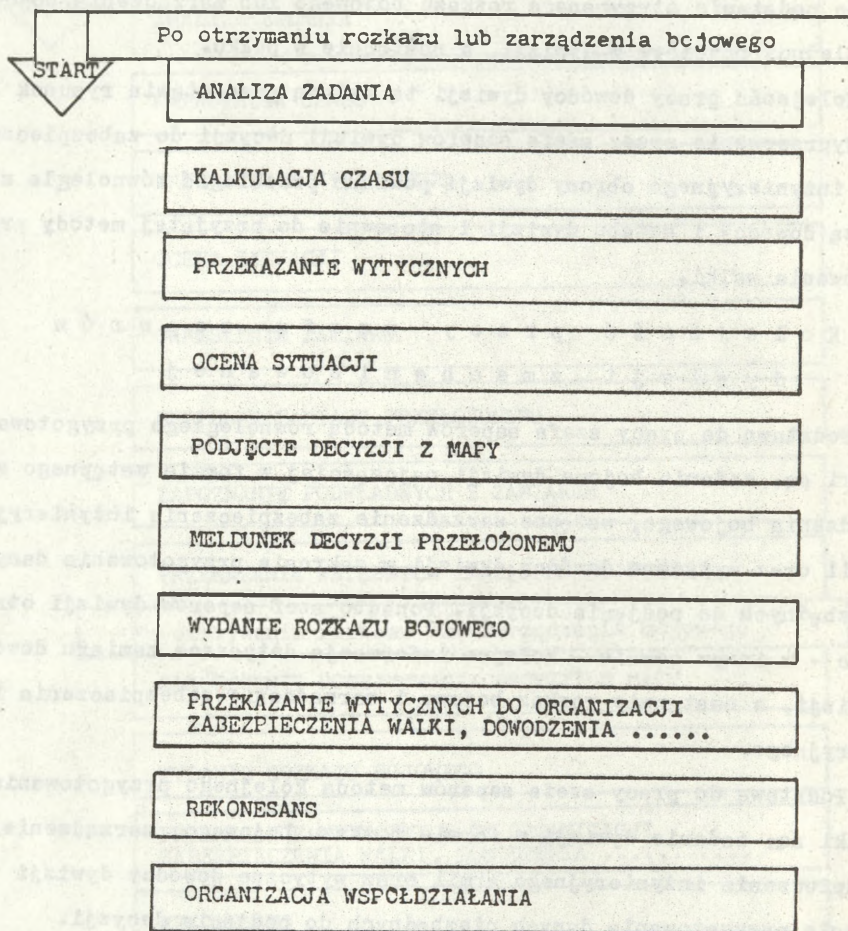 Po otrzymaniu rozkazu lub zarządzenia bojowego
START
ANALIZA ZADANIA
KALKULACJA CZASU
PRZEKAZANIE WYTYCZNYCH
OCENA SYTUACJI
PODJĘCIE DECYZJI Z MAPY
MELDUNEK DECYZJI PRZEŁOŻONEMU
WYDANIE ROZKAZU BOJOWEGO
PRZEKAZANIE WYTYCZNYCH DO ORGANIZACJI
ZABEZPIECZENIA WALKI, DOWODZENIA ......
REKONESANS
ORGANIZACJA WSPÓŁDZIAŁANIA